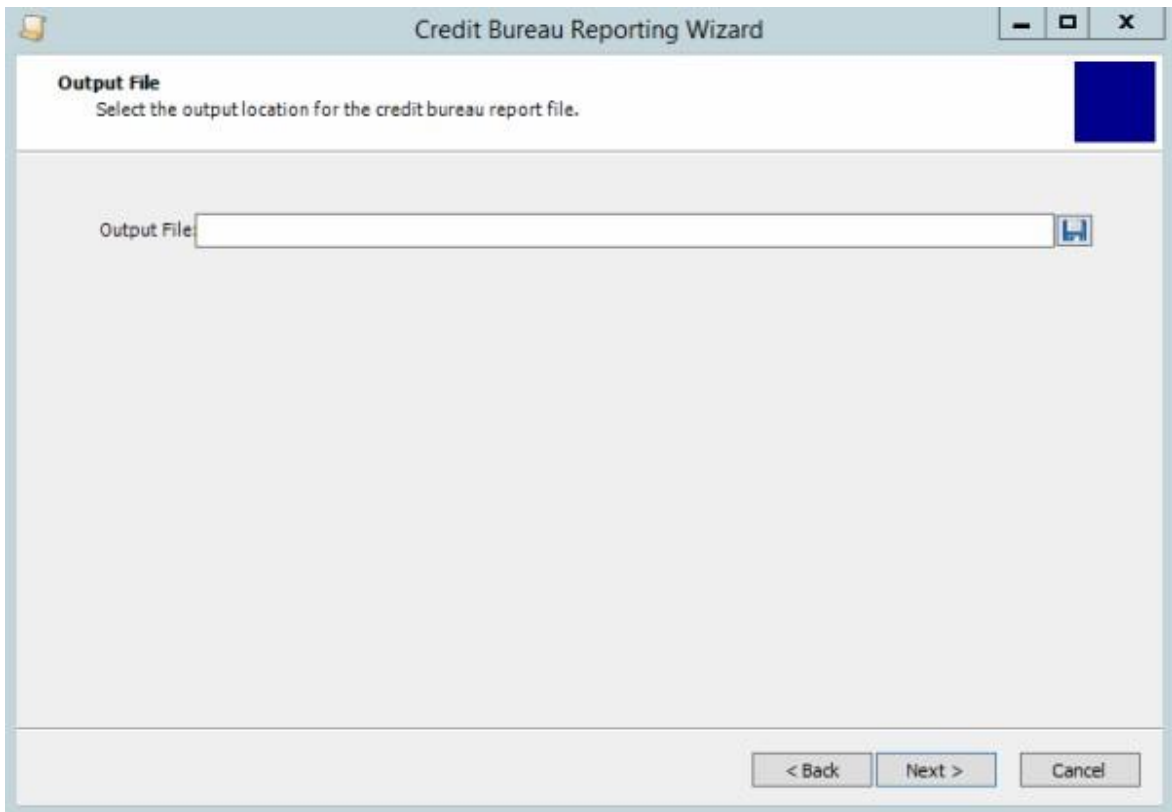 Credit Bureau Reporting Wizard
Output File
Select the output location for the credit bureau report file.
Output File:
< Back Next > Cancel